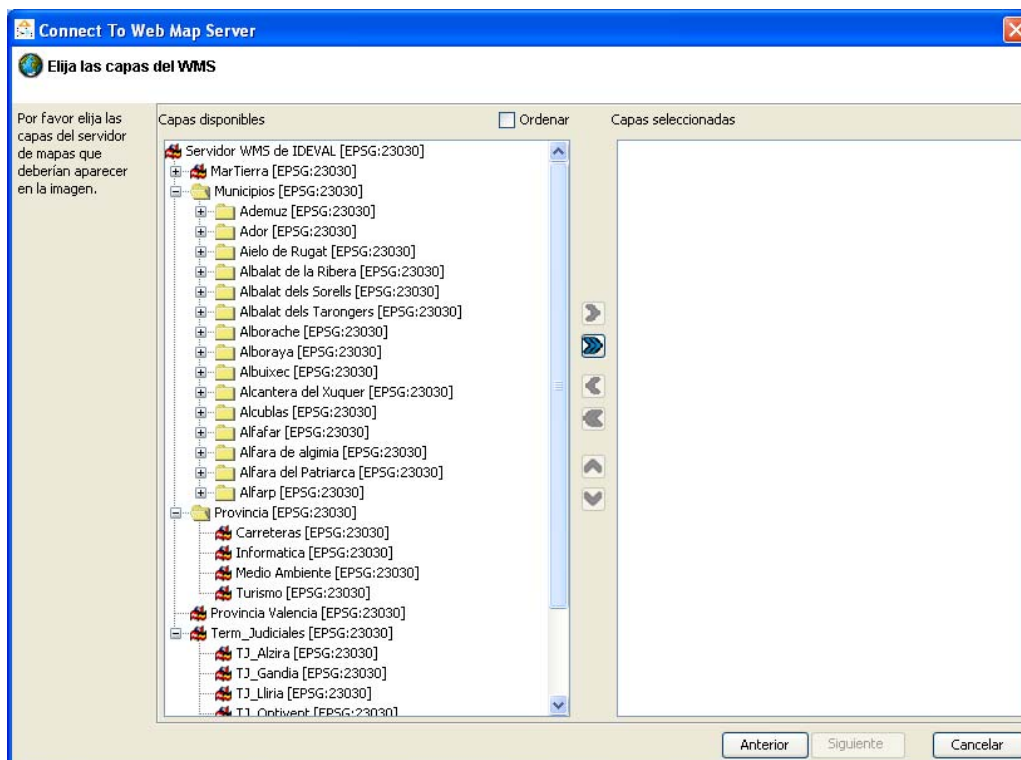 Connect To Web Map Server
Elija las capas del WMS
Por favor elija las
capas del servidor
de mapas que
deberían aparecer
en la imagen.
Capas disponibles
Ordenar
Capas seleccionadas
Servidor WMS de IDEVAL [EPSG:23030]
MarTierra [EPSG:23030]
Municipios [EPSG:23030]
Ademuz [EPSG:23030]
Ador [EPSG:23030]
Aielo de Rugat [EPSG:23030]
Albalat de la Ribera [EPSG:23030]
Albalat dels Sorells [EPSG:23030]
Albalat dels Tarongers [EPSG:23030]
Alborache [EPSG:23030]
Alboraya [EPSG:23030]
Albuixec [EPSG:23030]
Alcantera del Xuquer [EPSG:23030]
Alcublas [EPSG:23030]
Alfafar [EPSG:23030]
Alfara de algimia [EPSG:23030]
Alfara del Patriarca [EPSG:23030]
Alfarp [EPSG:23030]
Provincia [EPSG:23030]
Carreteras [EPSG:23030]
Informatica [EPSG:23030]
Medio Ambiente [EPSG:23030]
Turismo [EPSG:23030]
Provincia Valencia [EPSG:23030]
Term_Judiciales [EPSG:23030]
TJ_Alzira [EPSG:23030]
TJ_Gandia [EPSG:23030]
TJ_Lliria [EPSG:23030]
TJ_Ontivent [EPSG:23030]
Anterior
Siguiente
Cancelar